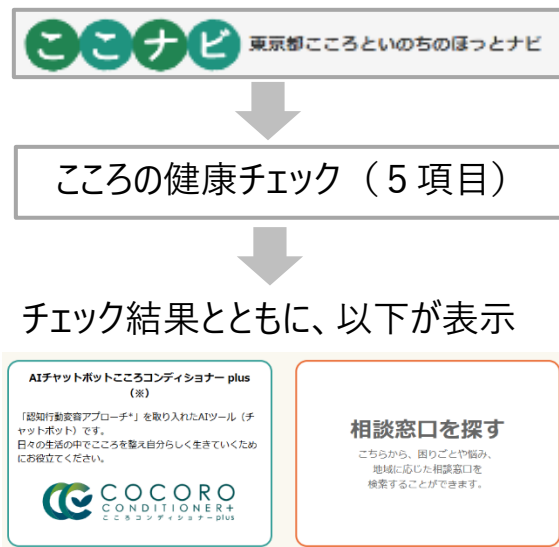 ここナビ 東京都こころといのちのほっとナビ
こころの健康チェック（５項目）
チェック結果とともに、以下が表示
AIチャットボットこころコンディショナー plus
（※）
「認知行動変容アプローチ*」を取り入れたAIツール（チ
ャットボット）です。
日々の生活の中でこころを整え自分らしく生きていくため
にお役立てください。
COCORO
CONDITIONER+
こころコンディショナーplus
相談窓口を探す
こちらから、困りごとや悩み、
地域に応じた相談窓口を
検索することができます。